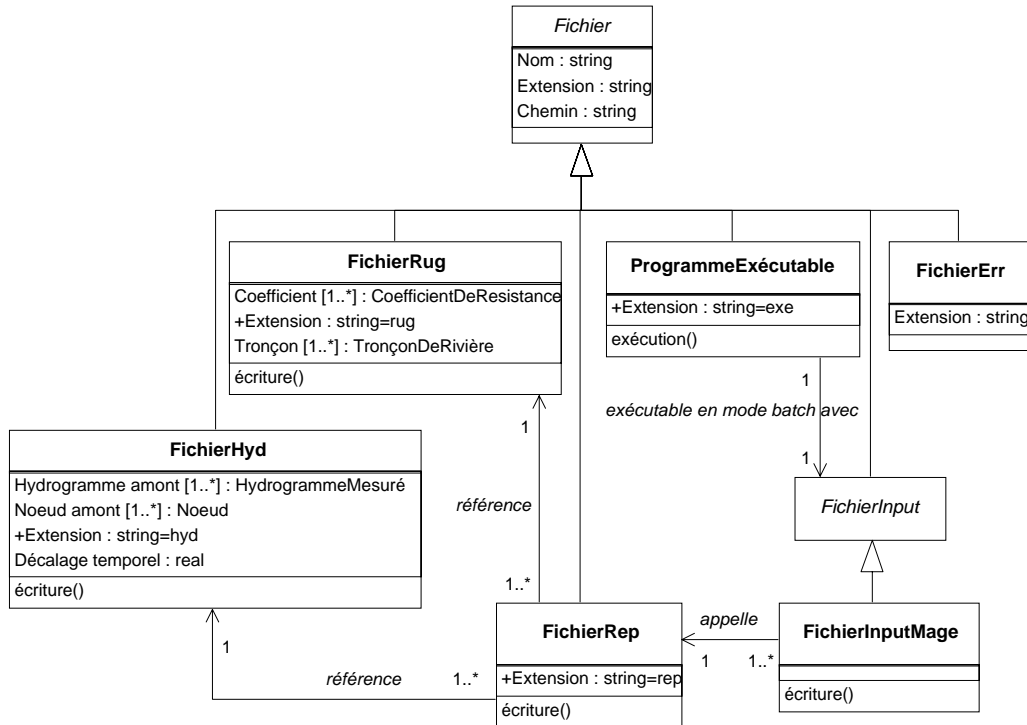 Fichier
Nom : string
Extension : string
Chemin : string
FichierRug
Coefficient [1..*] : CoefficientDeResistance
+Extension : string=rug
Tronçon [1..*] : TronçonDeRivière
écriture()
ProgrammeExécutable
+Extension : string=exe
exécution()
FichierErr
Extension : string
1
exécutable en mode batch avec
1
1
FichierHyd
Hydrogramme amont [1..*] : HydrogrammeMesuré
Noeud amont [1..*] : Noeud
+Extension : string=hyd
Décalage temporel : real
écriture()
référence
1..*
FichierInput
1
référence
1..*
FichierRep
+Extension : string=rep
écriture()
appelle
1
1..*
FichierInputMage
écriture()